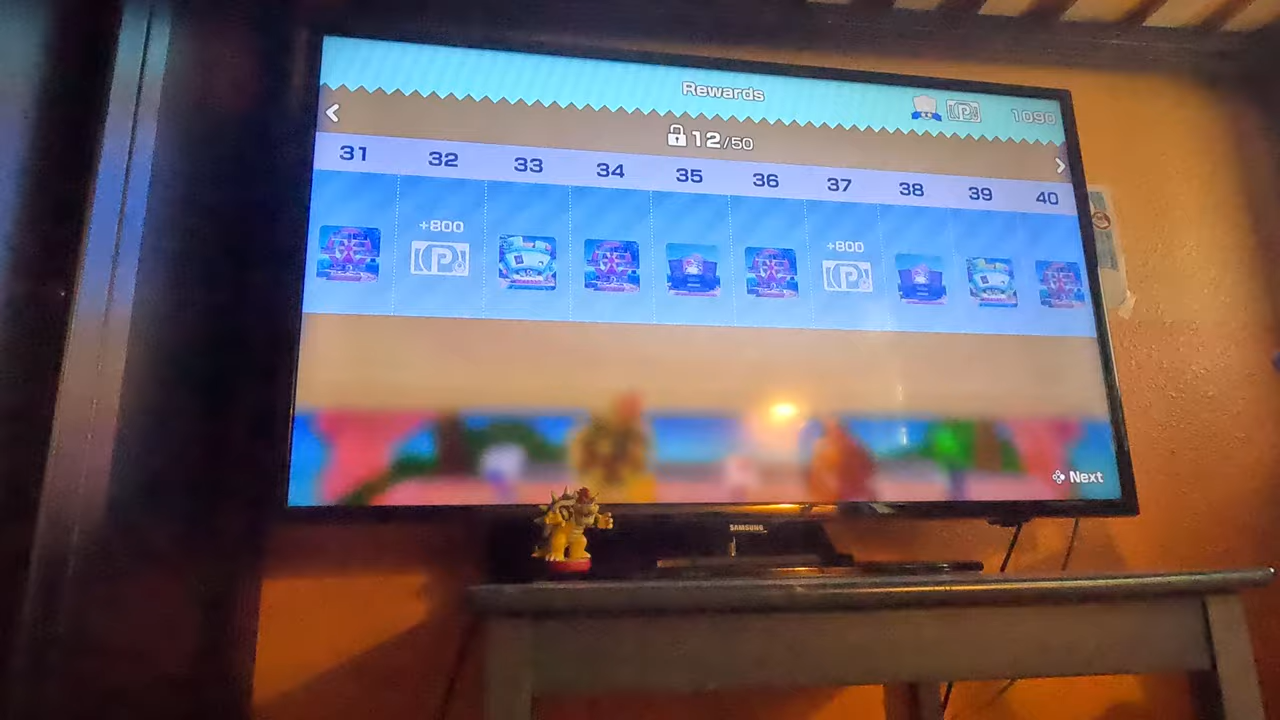 Rewards
P 1090
12/50
31 32 33 34 35 36 37 38 39 40
+800 +800
P P
Next
SAMSUNG